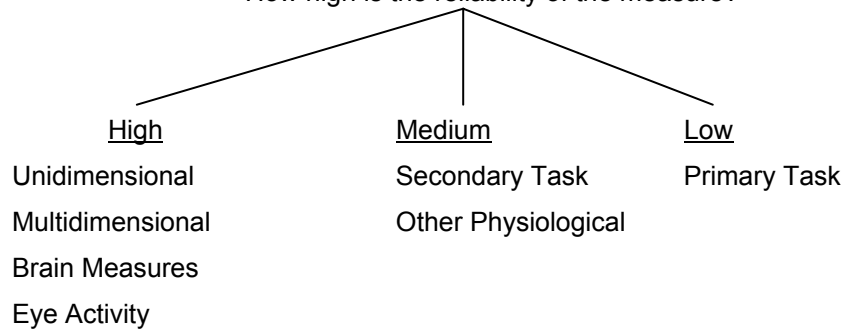 How high is the reliability of the measure?
High Medium Low
Unidimensional Secondary Task Primary Task
Multidimensional Other Physiological
Brain Measures
Eye Activity